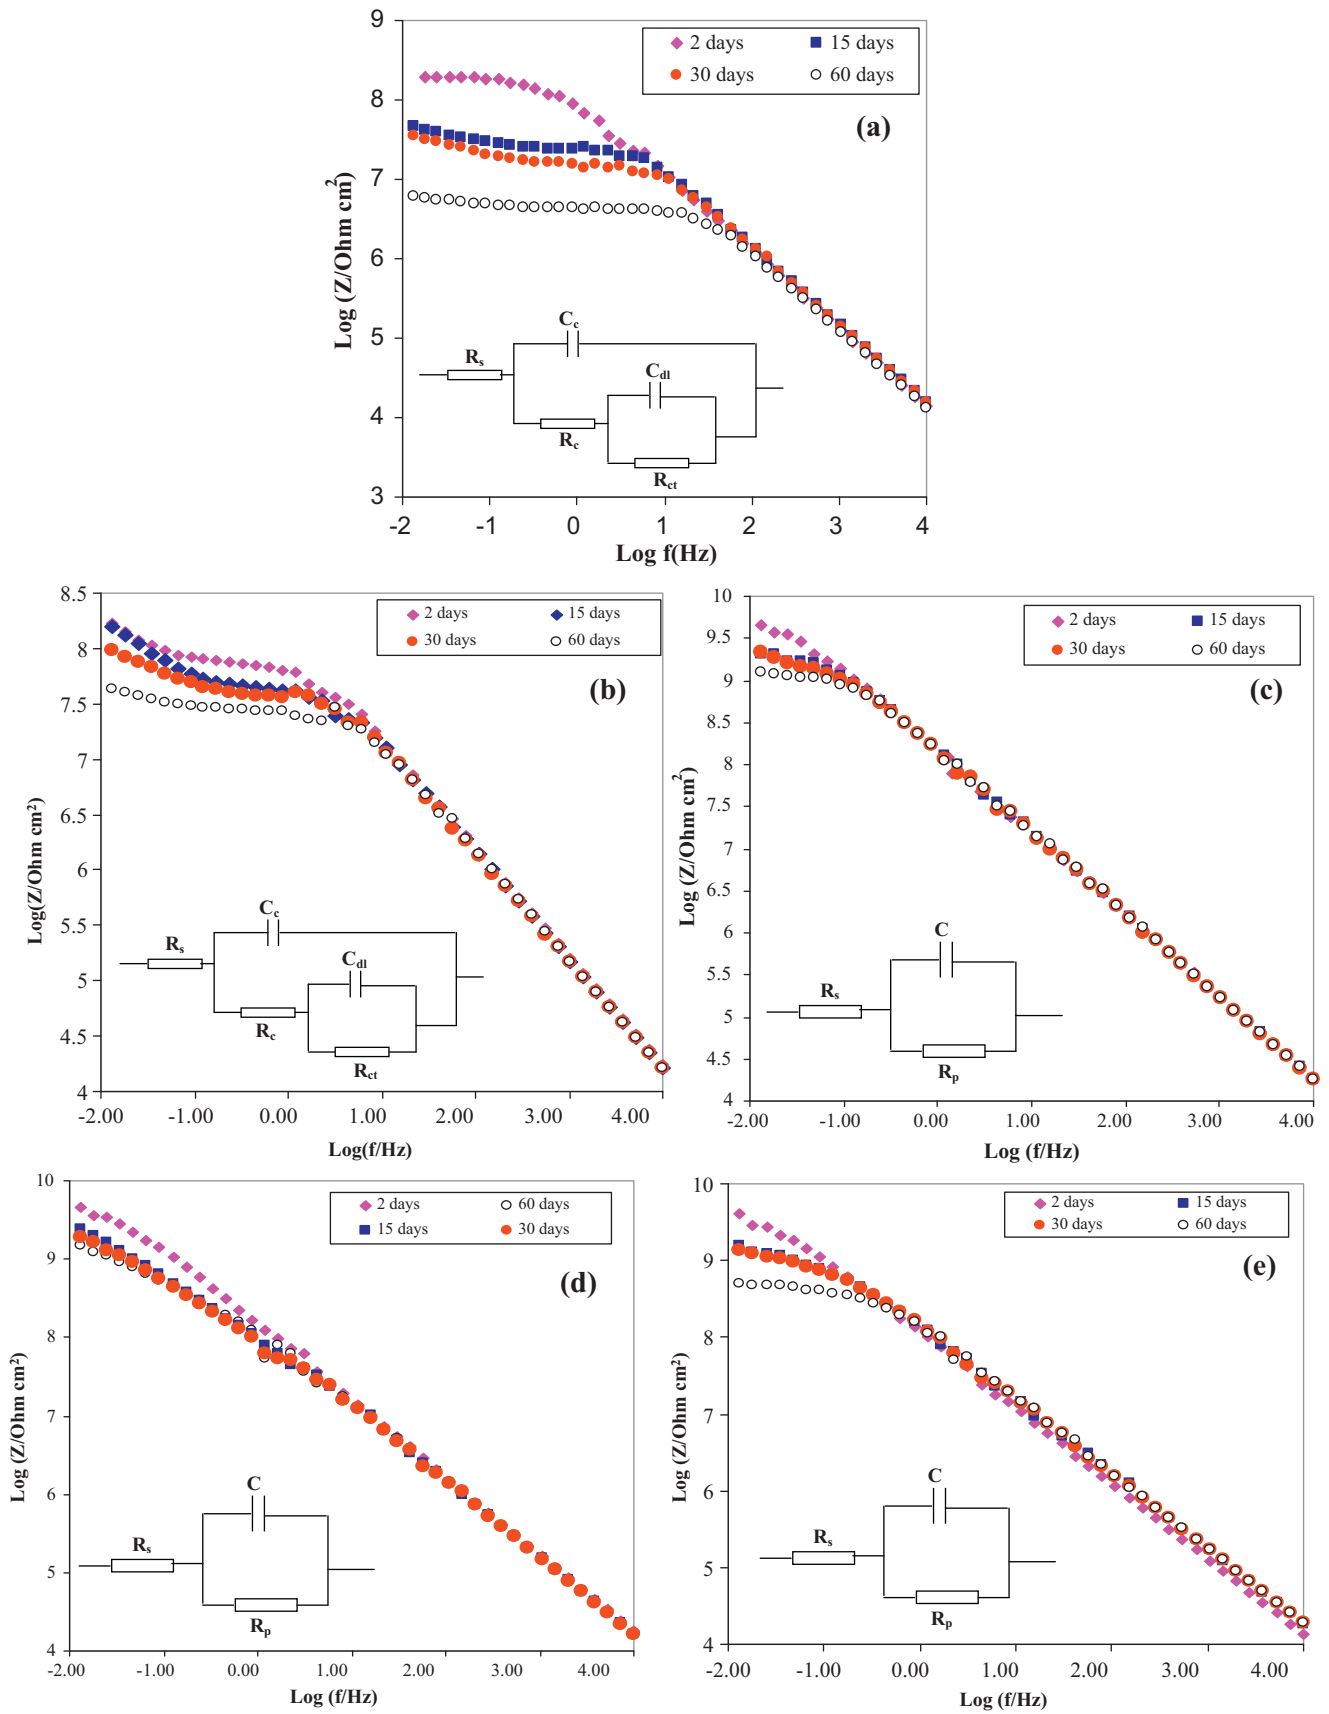 9
8
7
6
5
4
3
-2 -1 0 1 2 3 4
Log (Z/Ohm cm²)
Log f(Hz)
2 days 15 days
30 days 60 days
(a)
Cc
Rs
Cdl
Rc
Rct
8.5
8
7.5
7
6.5
6
5.5
5
4.5
4
-2.00 -1.00 0.00 1.00 2.00 3.00 4.00
Log(Z/Ohm cm²)
Log(f/Hz)
2 days 15 days
30 days 60 days
(b)
Cc
Rs
Cdl
Rc
Rct
10
9.5
9
8.5
8
7.5
7
6.5
6
5.5
5
4.5
4
-2.00 -1.00 0.00 1.00 2.00 3.00 4.00
Log (Z/Ohm cm²)
Log (f/Hz)
2 days 15 days
30 days 60 days
(c)
C
Rs
Rp
10
9
8
7
6
5
4
-2.00 -1.00 0.00 1.00 2.00 3.00 4.00
Log (Z/Ohm cm²)
Log (f/Hz)
2 days 60 days
15 days 30 days
(d)
C
Rs
Rp
10
9
8
7
6
5
4
-2.00 -1.00 0.00 1.00 2.00 3.00 4.00
Log (Z/Ohm cm²)
Log (f/Hz)
2 days 15 days
30 days 60 days
(e)
C
Rs
Rp